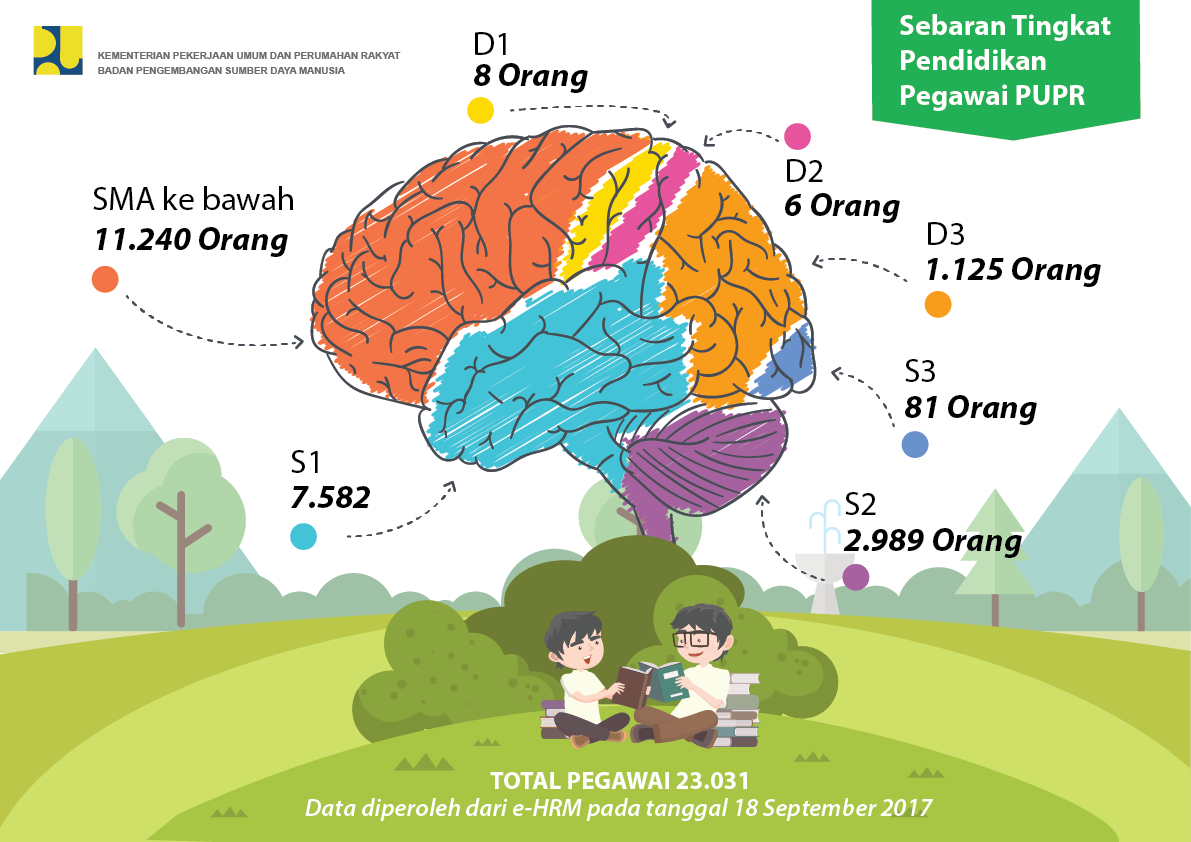 KEMENTERIAN PEKERJAAN UMUM DAN PERUMAHAN RAKYAT
BADAN PENGEMBANGAN SUMBER DAYA MANUSIA
Sebaran Tingkat
Pendidikan
Pegawai PUPR
D1
8 Orang
D2
6 Orang
SMA ke bawah
11.240 Orang
D3
1.125 Orang
S3
81 Orang
S1
7.582
S2
2.989 Orang
TOTAL PEGAWAI 23.031
Data diperoleh dari e-HRM pada tanggal 18 September 2017